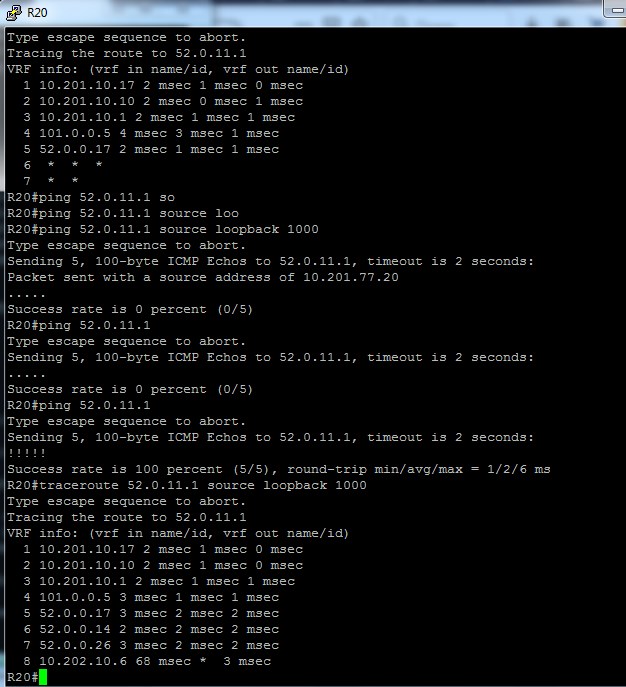 R20
Type escape sequence to abort.
Tracing the route to 52.0.11.1
VRF info: (vrf in name/id, vrf out name/id)
1 10.201.10.17 2 msec 1 msec 0 msec
2 10.201.10.10 2 msec 0 msec 1 msec
3 10.201.10.1 2 msec 1 msec 1 msec
4 101.0.0.5 4 msec 3 msec 1 msec
5 52.0.0.17 2 msec 1 msec 1 msec
6 * * *
7 * *
R20#ping 52.0.11.1 so
R20#ping 52.0.11.1 source loo
R20#ping 52.0.11.1 source loopback 1000
Type escape sequence to abort.
Sending 5, 100-byte ICMP Echos to 52.0.11.1, timeout is 2 seconds:
Packet sent with a source address of 10.201.77.20
.....
Success rate is 0 percent (0/5)
R20#ping 52.0.11.1
Type escape sequence to abort.
Sending 5, 100-byte ICMP Echos to 52.0.11.1, timeout is 2 seconds:
.....
Success rate is 0 percent (0/5)
R20#ping 52.0.11.1
Type escape sequence to abort.
Sending 5, 100-byte ICMP Echos to 52.0.11.1, timeout is 2 seconds:
!!!!!
Success rate is 100 percent (5/5), round-trip min/avg/max = 1/2/6 ms
R20#traceroute 52.0.11.1 source loopback 1000
Type escape sequence to abort.
Tracing the route to 52.0.11.1
VRF info: (vrf in name/id, vrf out name/id)
1 10.201.10.17 2 msec 1 msec 0 msec
2 10.201.10.10 2 msec 1 msec 0 msec
3 10.201.10.1 2 msec 1 msec 1 msec
4 101.0.0.5 3 msec 1 msec 1 msec
5 52.0.0.17 3 msec 2 msec 2 msec
6 52.0.0.14 2 msec 2 msec 2 msec
7 52.0.0.26 3 msec 2 msec 2 msec
8 10.202.10.6 68 msec * 3 msec
R20#